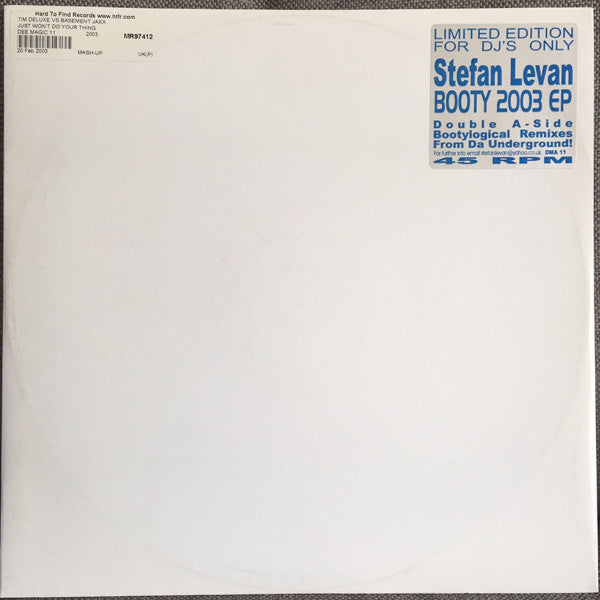 Hard To Find Records www.htfr.com
TIM DELUXE VS BASEMENT JAXX
JUST WON'T DO YOUR THING
DEE MAGIC 11 2003 MR97412
20 Feb 2003 MASH-UP UK(P)
LIMITED EDITION
FOR DJ'S ONLY
Stefan Levan
BOOTY 2003 EP
Double A-Side
Bootylogical Remixes
From Da Underground!
For further info email stefanlevan@yahoo.co.uk DMA 11
45 RPM